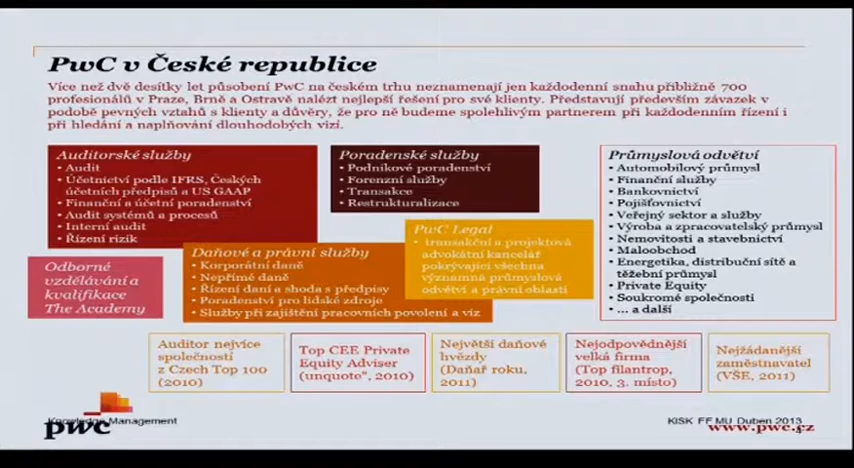 PwC v České republice
Více než dvě desítky let působení PwC na českém trhu neznamenají jen každodenní snahu přibližně 700
profesionálů v Praze, Brně a Ostravě nalézt nejlepší řešení pro své klienty. Představují především závazek v
podobě pevných vztahů s klienty a důvěry, že pro ně budeme spolehlivým partnerem při každodenním řízení i
při hledání a naplňování dlouhodobých vizí.
Auditorské služby
• Audit
• Účetnictví podle IFRS, Českých
účetních předpisů a US GAAP
• Finanční a účetní poradenství
• Audit systémů a procesů
• Interní audit
• Řízení rizik
Poradenské služby
• Podnikové poradenství
• Forenzní služby
• Transakce
• Restrukturalizace
Průmyslová odvětví
• Automobilový průmysl
• Finanční služby
• Bankovnictví
• Pojišťovnictví
• Veřejný sektor a služby
• Výroba a zpracovatelský průmysl
• Nemovitosti a stavebnictví
• Maloobchod
• Energetika, distribuční sítě a
těžební průmysl
• Private Equity
• Soukromé společnosti
• ... a další
PwC Legal
• transakční a projektová
advokátní kancelář
pokrývající všechna
významná průmyslová
odvětví a právní oblasti
Daňové a právní služby
• Korporátní daně
• Nepřímé daně
• Řízení daní a shoda s předpisy
• Poradenství pro lidské zdroje
• Služby při zajištění pracovních povolení a víz
Odborné
vzdělávání a
kvalifikace
The Academy
Auditor nejvíce
společností
z Czech Top 100
(2010)
Top CEE Private
Equity Adviser
(unquote", 2010)
Největší daňové
hvězdy
(Daňař roku,
2011)
Nejodpovědnější
velká firma
(Top filantrop,
2010, 3. místo)
Nejžádanější
zaměstnavatel
(VŠE, 2011)
Knowledge Management
pwc
KISK FF MU Duben 2013
www.pwc.cz